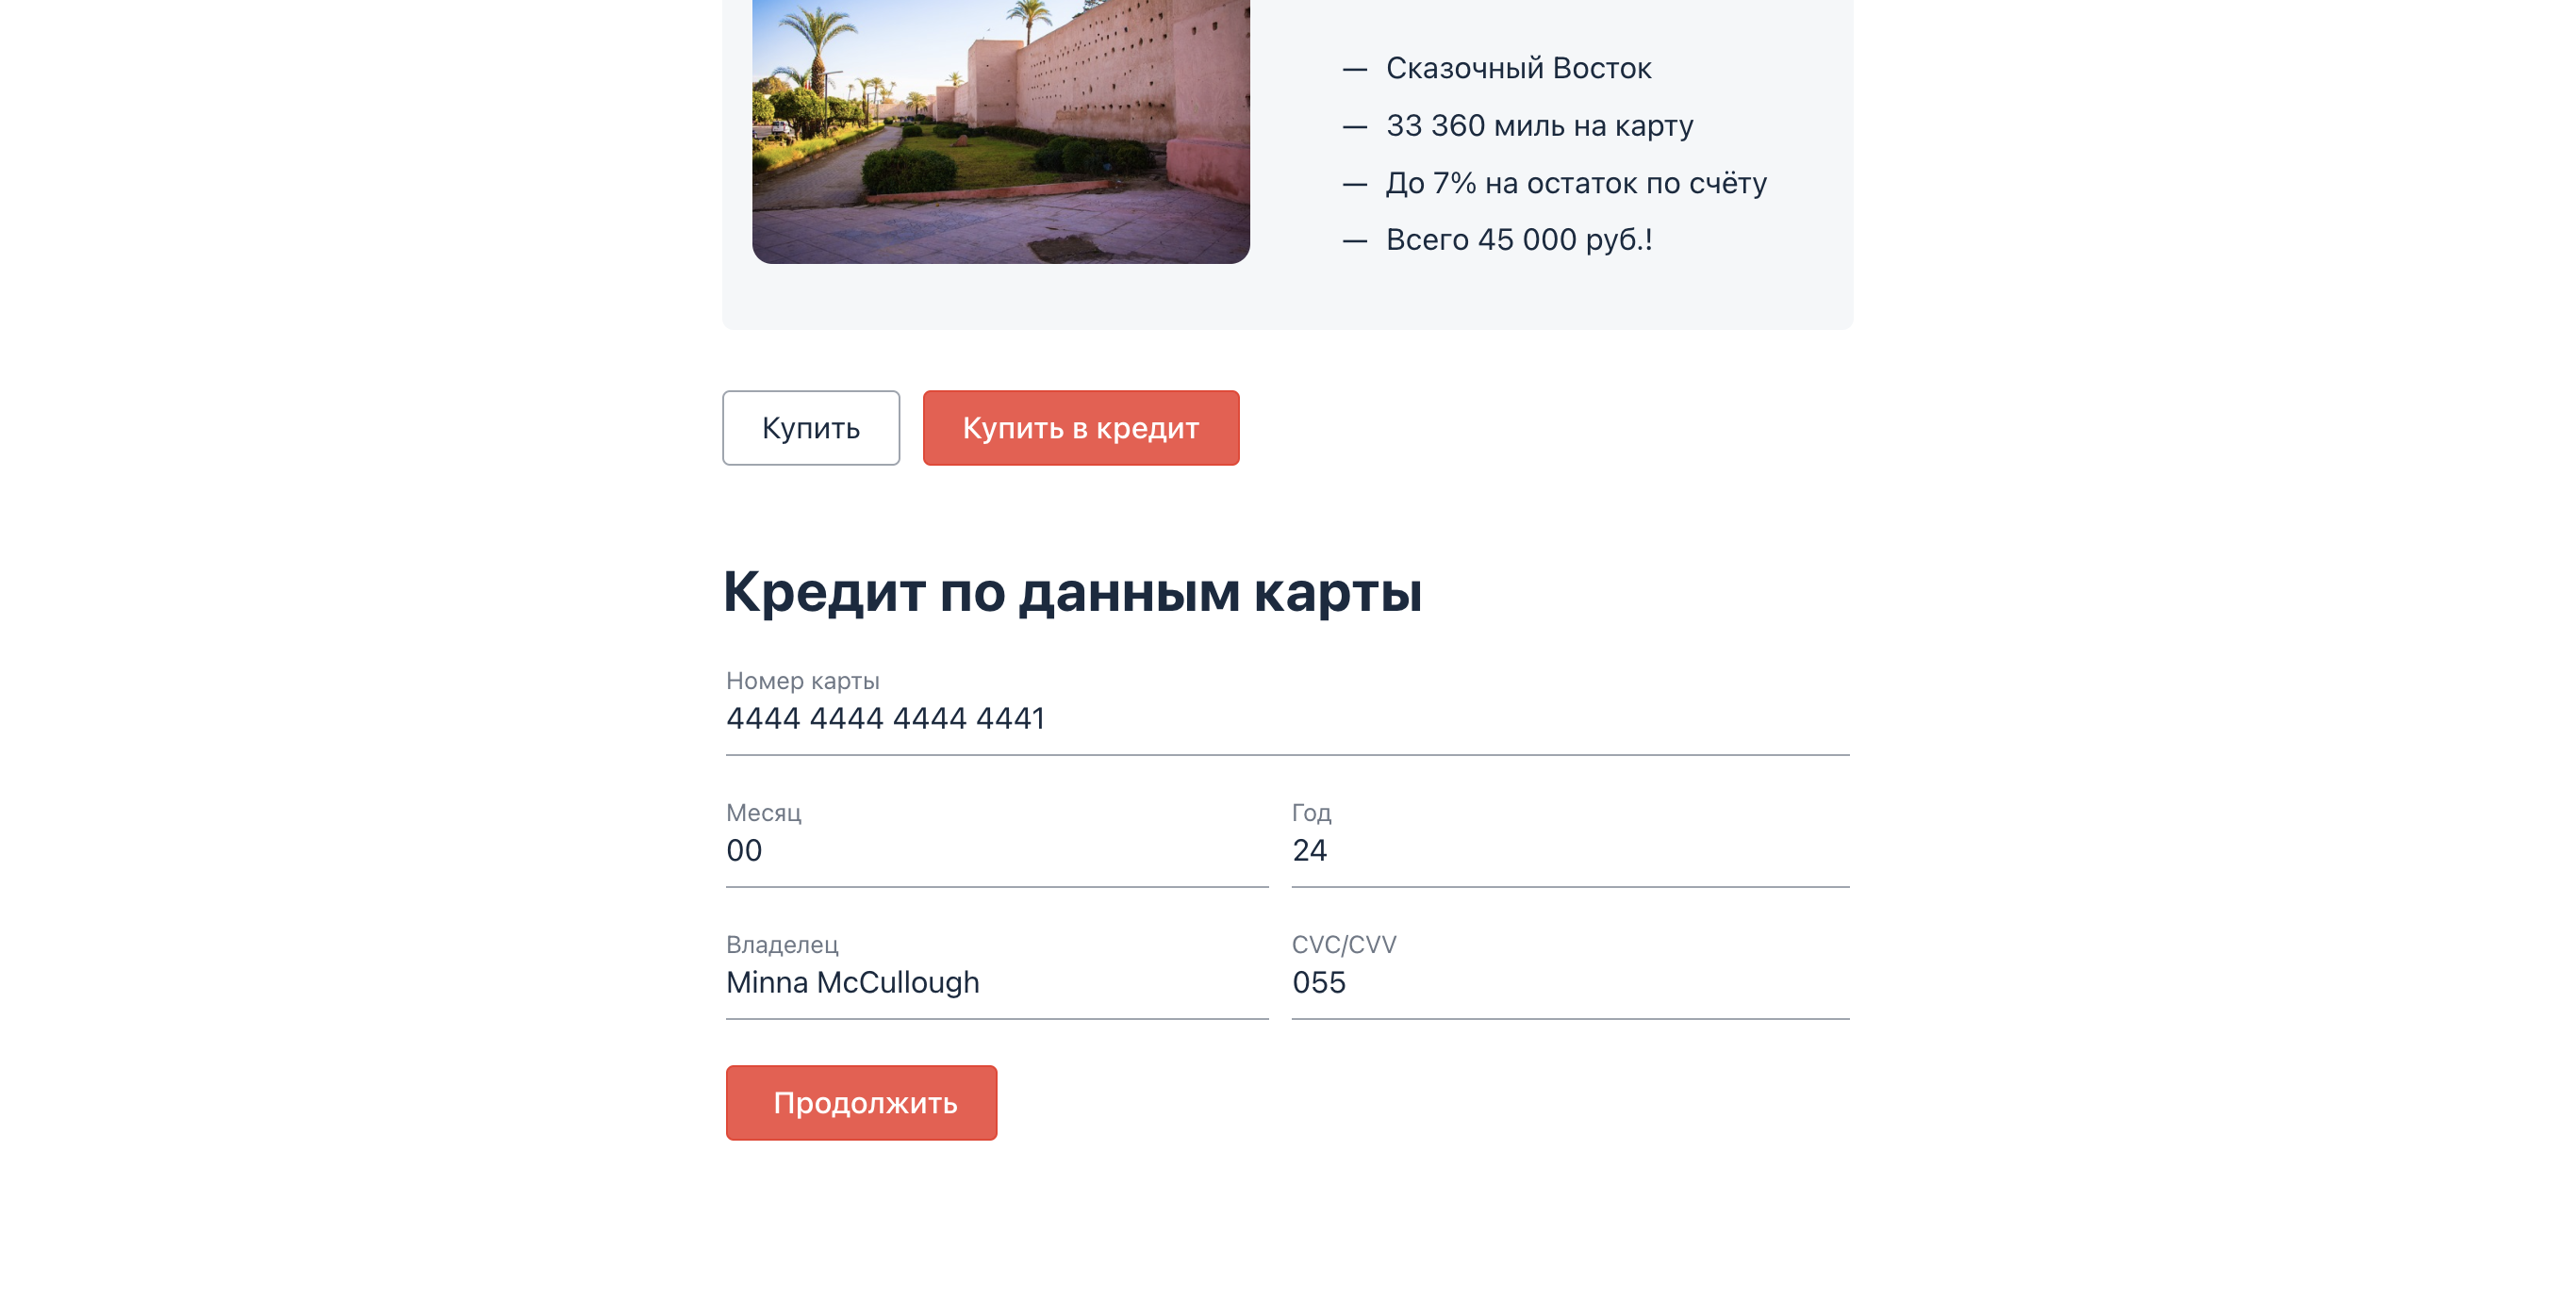 — Сказочный Восток
— 33 360 миль на карту
— До 7% на остаток по счёту
— Всего 45 000 руб.!
Купить
Купить в кредит
Кредит по данным карты
Номер карты
4444 4444 4444 4441
Месяц
00
Год
24
Владелец
Minna McCullough
CVC/CVV
055
Продолжить